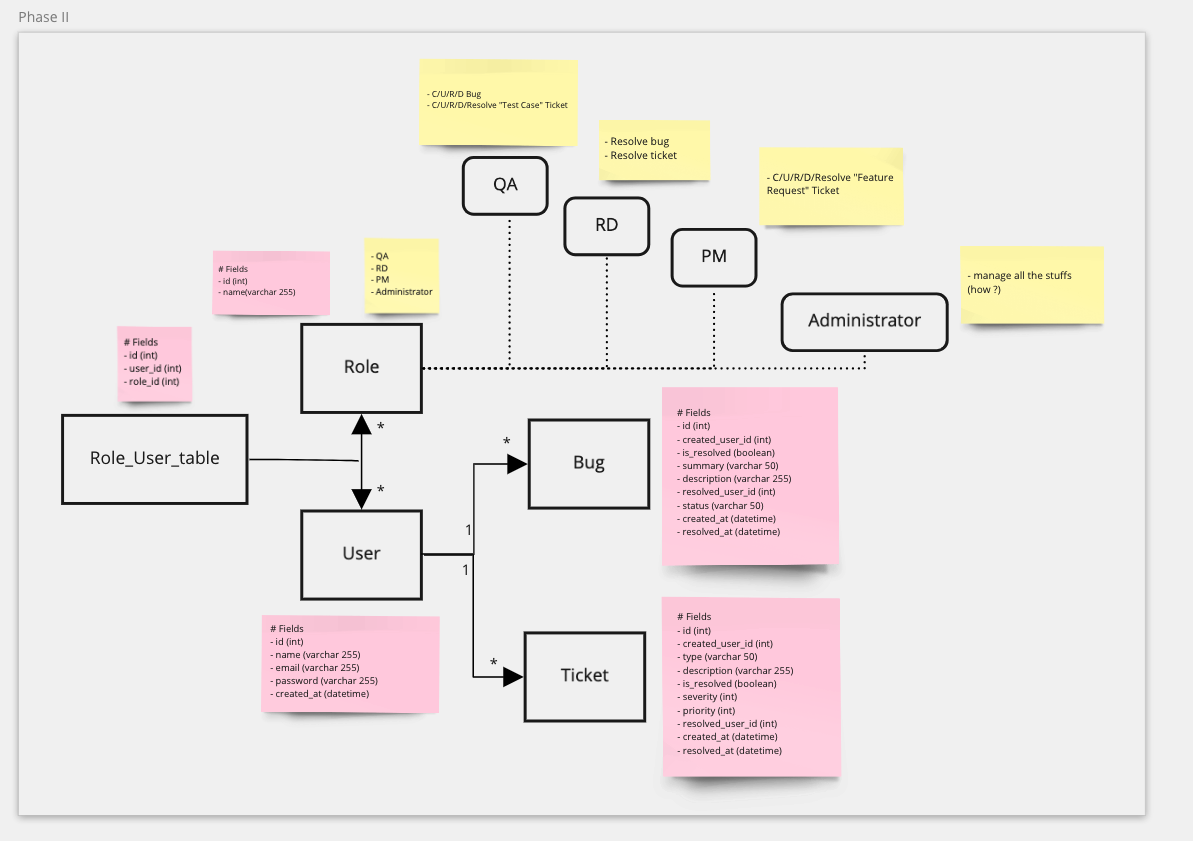 Phase II
- C/U/R/D Bug
- C/U/R/D/Resolve "Test Case" Ticket
- Resolve bug
- Resolve ticket
- C/U/R/D/Resolve "Feature
Request" Ticket
QA
RD
PM
- manage all the stuffs
(how ?)
Administrator
# Fields
- id (int)
- name(varchar 255)
- QA
- RD
- PM
- Administrator
# Fields
- id (int)
- user_id (int)
- role_id (int)
Role
Role_User_table
*
*
User
1
1
*
Bug
# Fields
- id (int)
- created_user_id (int)
- is_resolved (boolean)
- summary (varchar 50)
- description (varchar 255)
- resolved_user_id (int)
- status (varchar 50)
- created_at (datetime)
- resolved_at (datetime)
# Fields
- id (int)
- name (varchar 255)
- email (varchar 255)
- password (varchar 255)
- created_at (datetime)
*
Ticket
# Fields
- id (int)
- created_user_id (int)
- type (varchar 50)
- description (varchar 255)
- is_resolved (boolean)
- severity (int)
- priority (int)
- resolved_user_id (int)
- created_at (datetime)
- resolved_at (datetime)